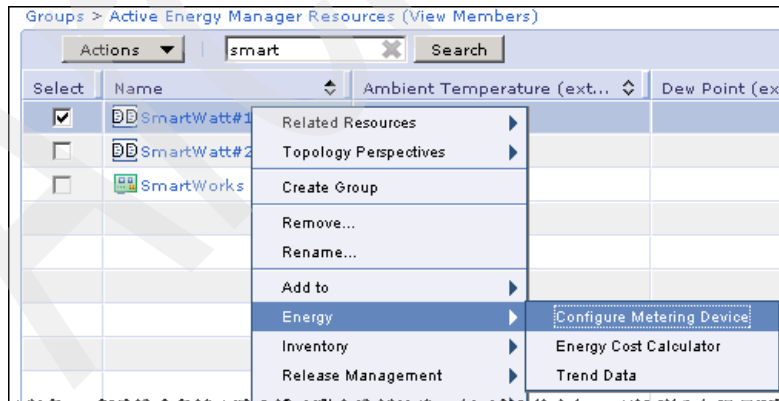 Groups > Active Energy Manager Resources (View Members)
Actions smart Search
Select Name Ambient Temperature (ext... Dew Point (ex
SmartWatt#1
SmartWatt#2
SmartWorks
Related Resources
Topology Perspectives
Create Group
Remove...
Rename...
Add to
Energy
Inventory
Release Management
Configure Metering Device
Energy Cost Calculator
Trend Data